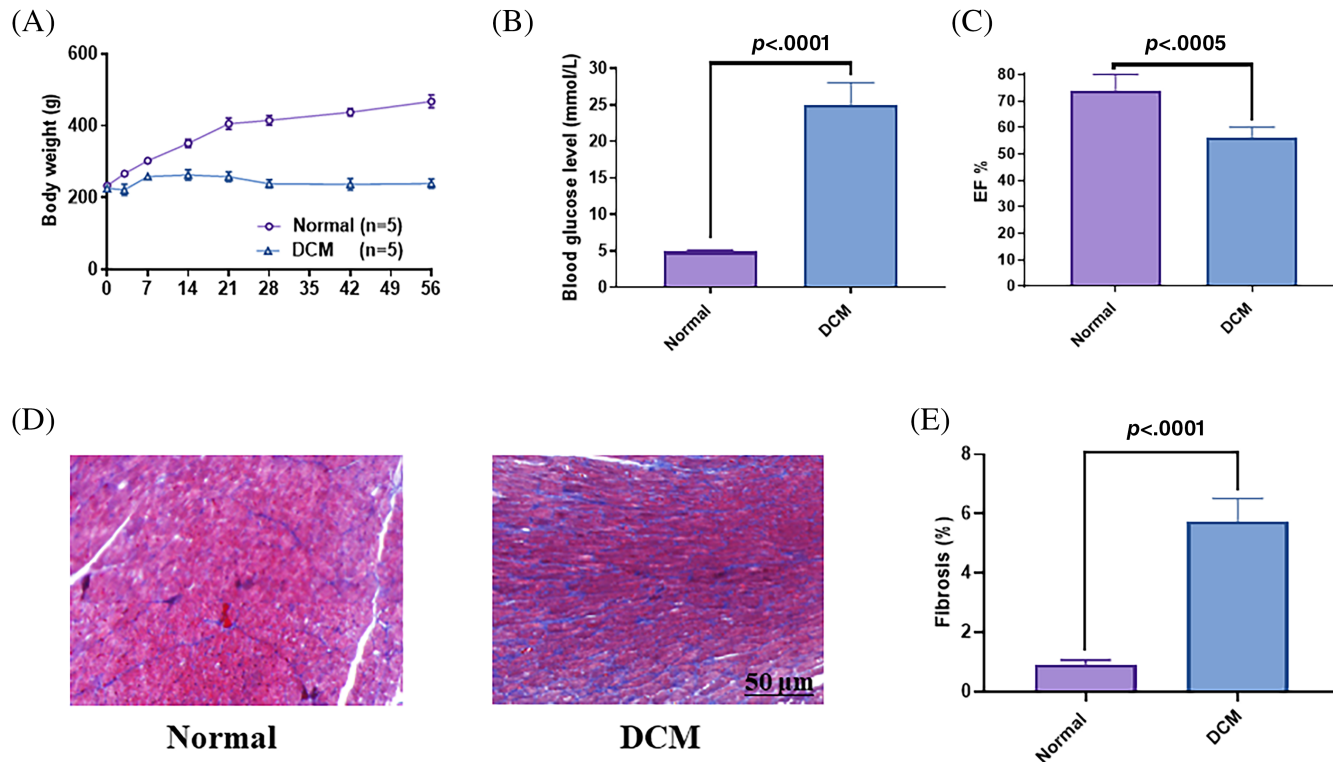 (A)
600
400
200
0
Body weight (g)
Normal (n=5)
DCM (n=5)
0 7 14 21 28 35 42 49 56
(B)
p<.0001
Blood glucose level (mmol/L)
30
25
20
15
10
5
0
Normal
DCM
(C)
p<.0005
EF %
80
70
60
50
40
30
20
10
0
Normal
DCM
(D)
50 µm
Normal
DCM
(E)
p<.0001
Fibrosis (%)
8
6
4
2
0
Normal
DCM